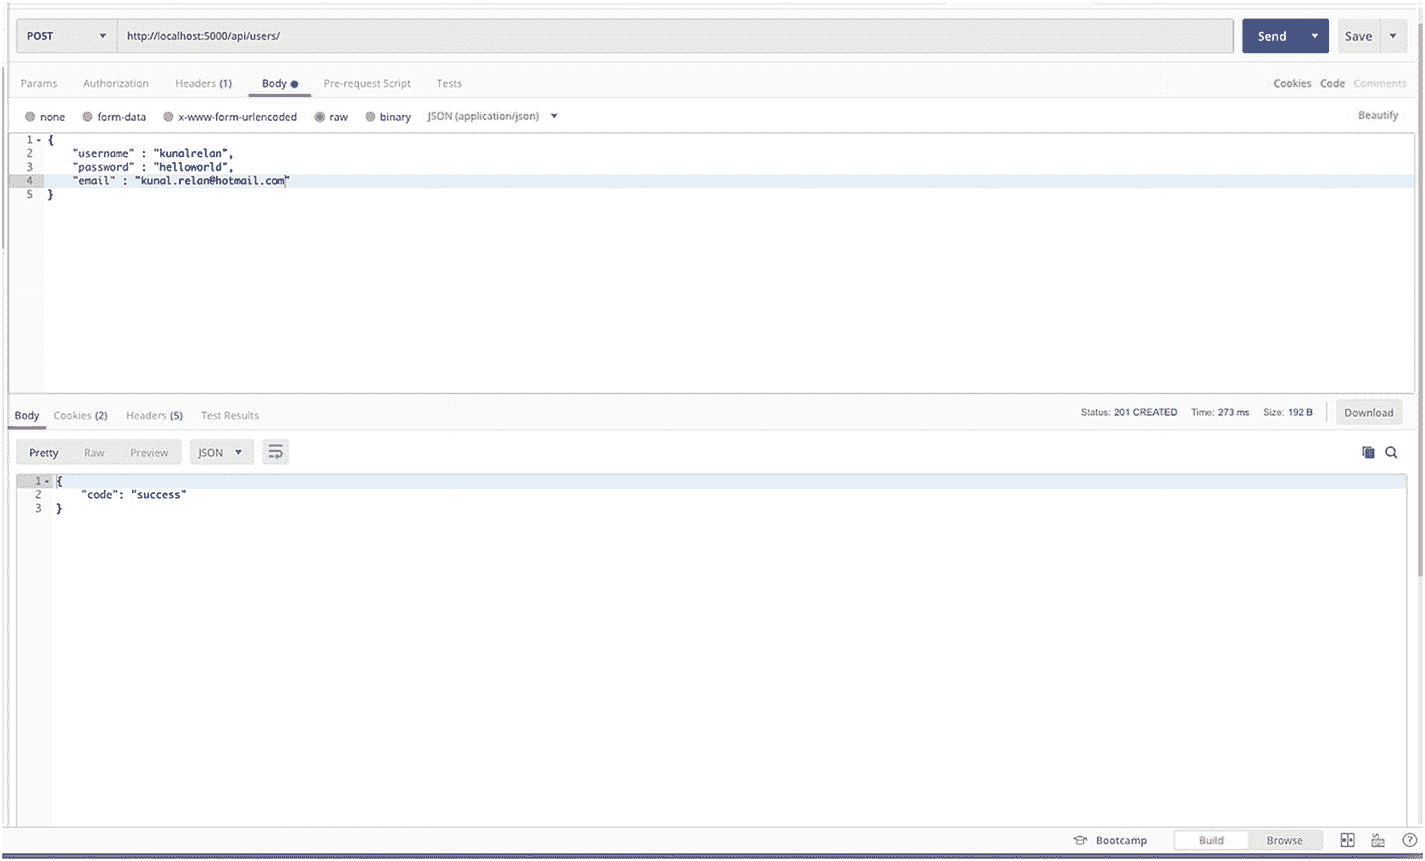 POST http://localhost:5000/api/users/ Send Save
Params Authorization Headers (1) Body Pre-request Script Tests Cookies Code Comments
none form-data x-www-form-urlencoded raw binary JSON (application/json) Beautify
1 {
2 "username" : "kunalrelan",
3 "password" : "helloworld",
4 "email" : "kunal.relan@hotmail.com"
5 }
Body Cookies (2) Headers (5) Test Results Status: 201 CREATED Time: 273 ms Size: 192 B Download
Pretty Raw Preview JSON
1 {
2 "code": "success"
3 }
Bootcamp Build Browse ?